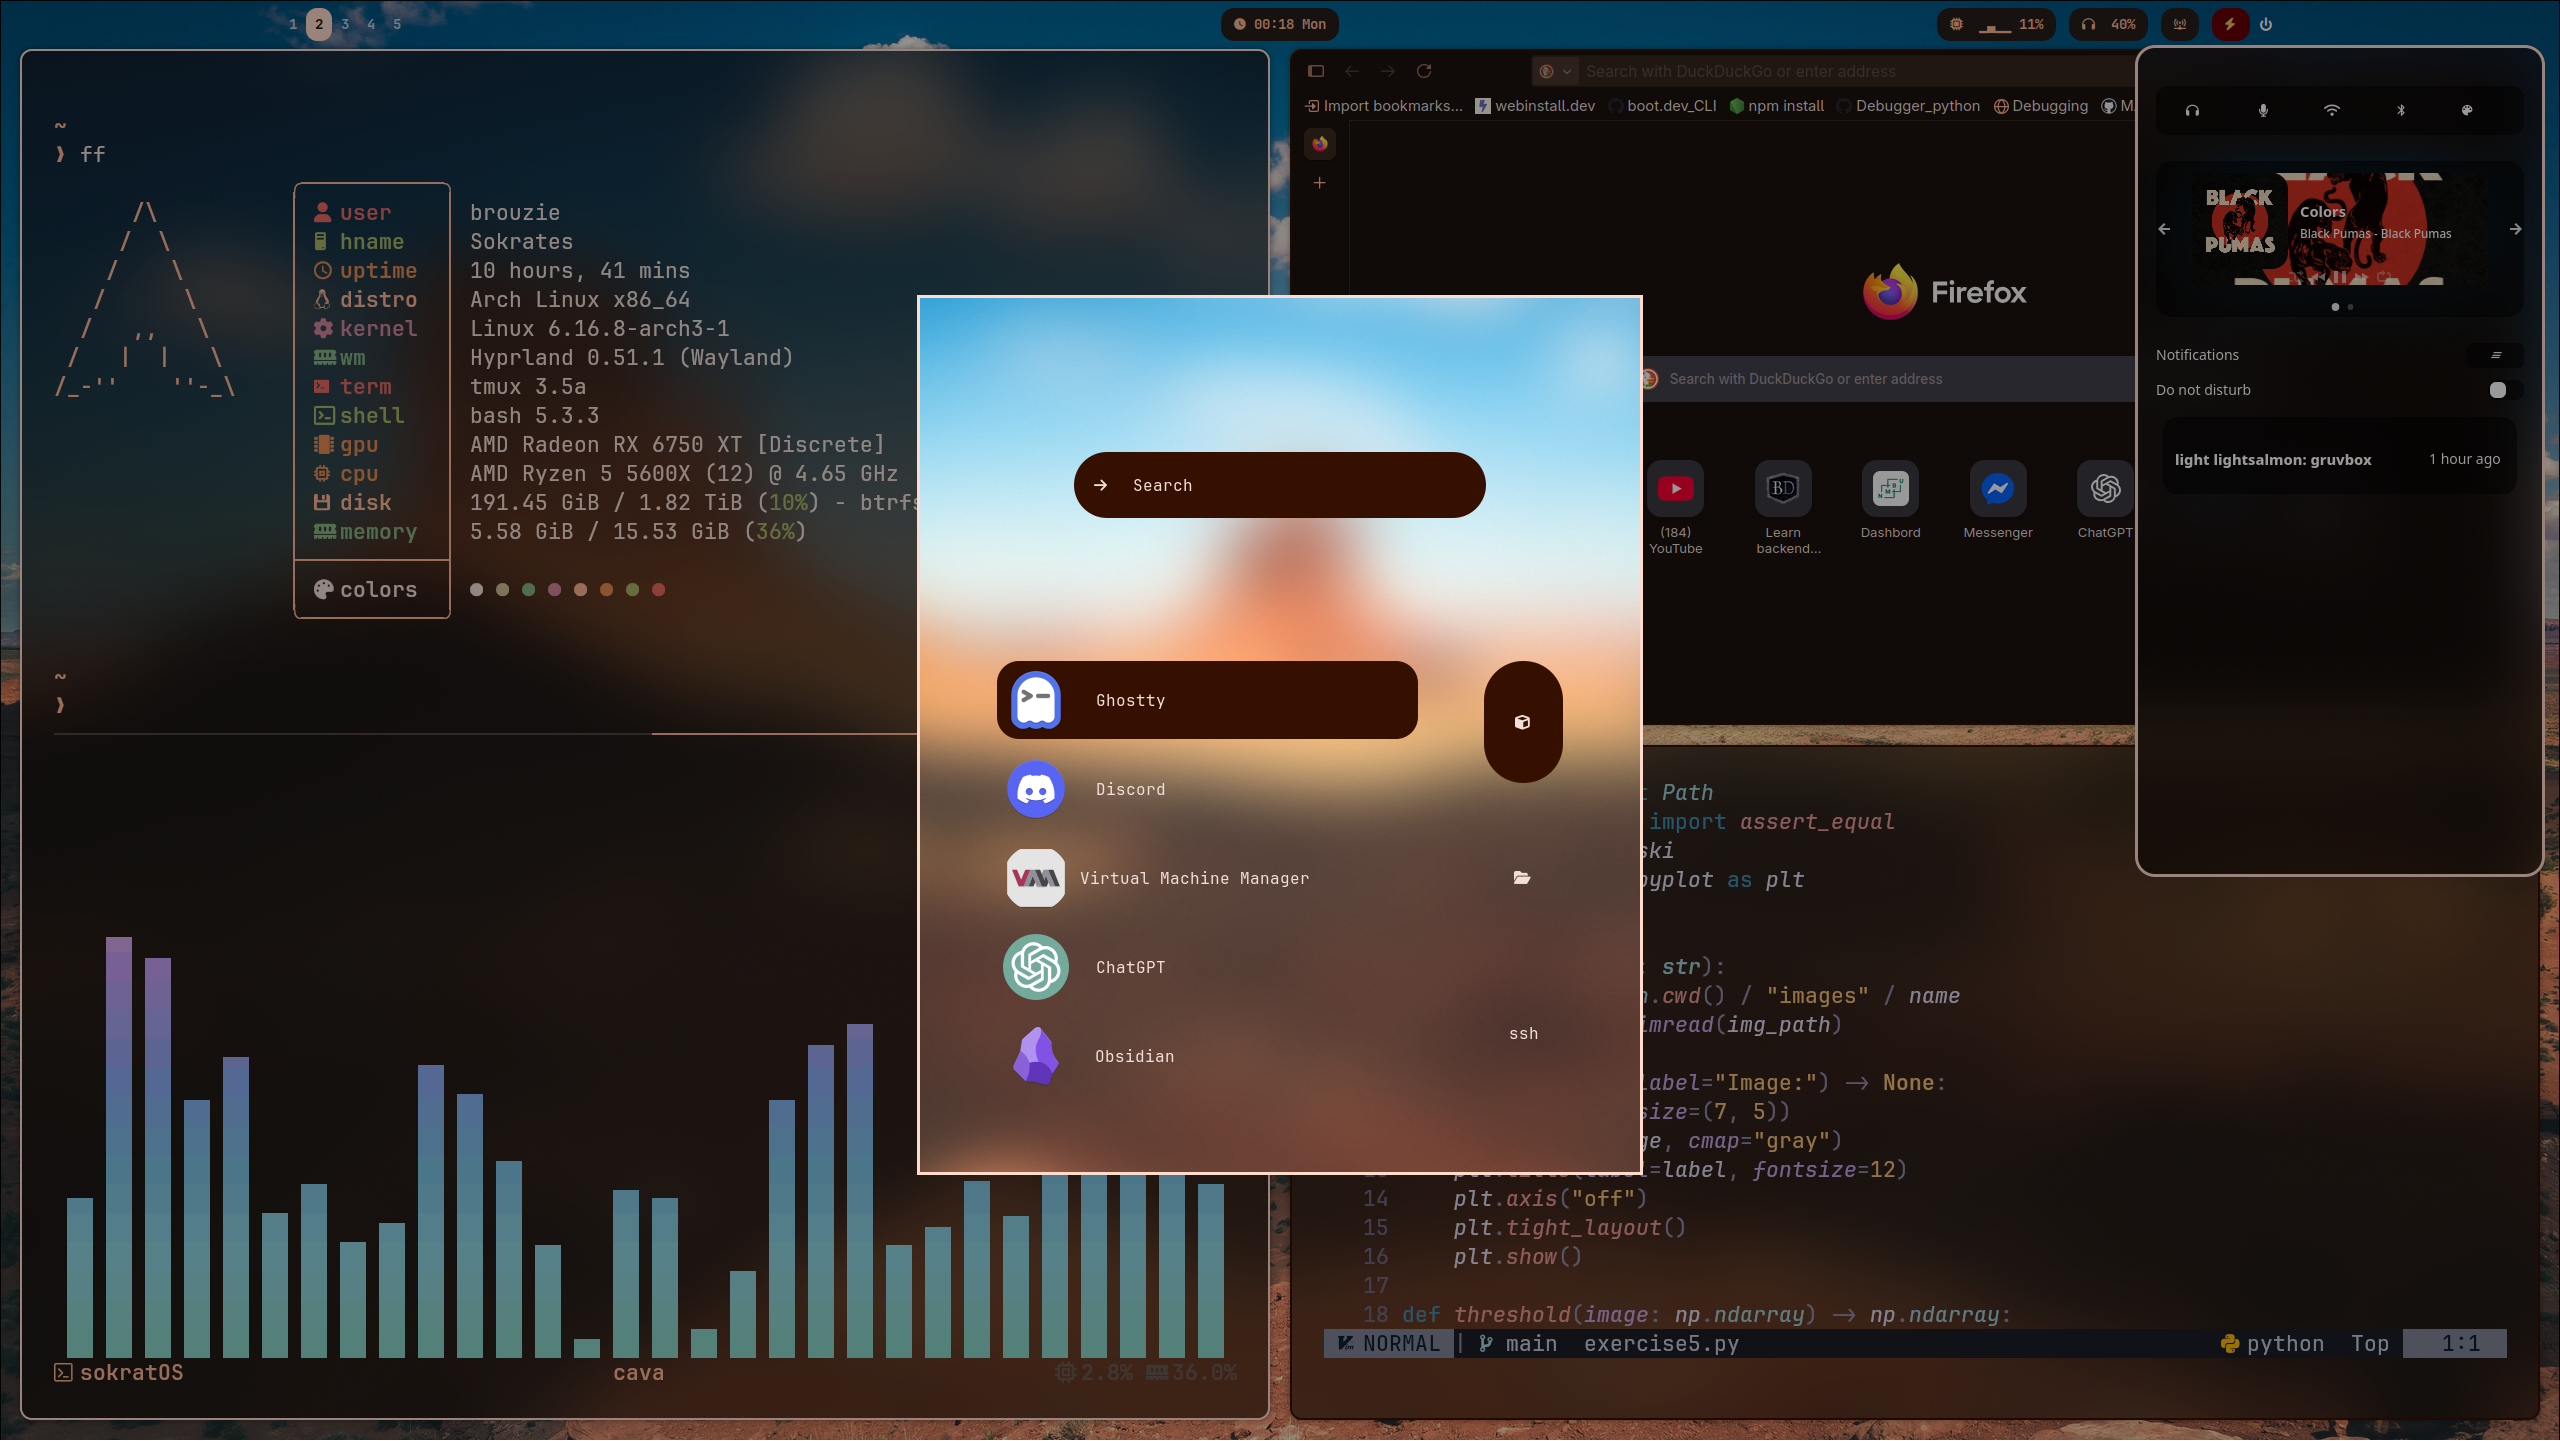 1 2 3 4 5
00:18 Mon
11%
40%
~
❱ ff
user brouzie
hname Sokrates
uptime 10 hours, 41 mins
distro Arch Linux x86_64
kernel Linux 6.16.8-arch3-1
wm Hyprland 0.51.1 (Wayland)
term tmux 3.5a
shell bash 5.3.3
gpu AMD Radeon RX 6750 XT [Discrete]
cpu AMD Ryzen 5 5600X (12) @ 4.65 GHz
disk 191.45 GiB / 1.82 TiB (10%) - btrfs
memory 5.58 GiB / 15.53 GiB (36%)
colors
~
❱
sokratOS cava 2.8% 36.0%
Search with DuckDuckGo or enter address
Import bookmarks... webinstall.dev boot.dev_CLI npm install Debugger_python Debugging M
Firefox
Search with DuckDuckGo or enter address
(184) YouTube
Learn backend...
Dashbord
Messenger
ChatGPT
Search
Ghostty
Discord
Virtual Machine Manager
ChatGPT
Obsidian
ssh
BLACK PUMAS
Colors
Black Pumas - Black Pumas
Notifications
Do not disturb
light lightsalmon: gruvbox 1 hour ago
Path
import assert_equal
ski
pyplot as plt
str):
.cwd() / "images" / name
imread(img_path)
label="Image:") -> None:
size=(7, 5))
ge, cmap="gray")
label, fontsize=12)
14 plt.axis("off")
15 plt.tight_layout()
16 plt.show()
17
18 def threshold(image: np.ndarray) -> np.ndarray:
NORMAL | main exercise5.py python Top 1:1